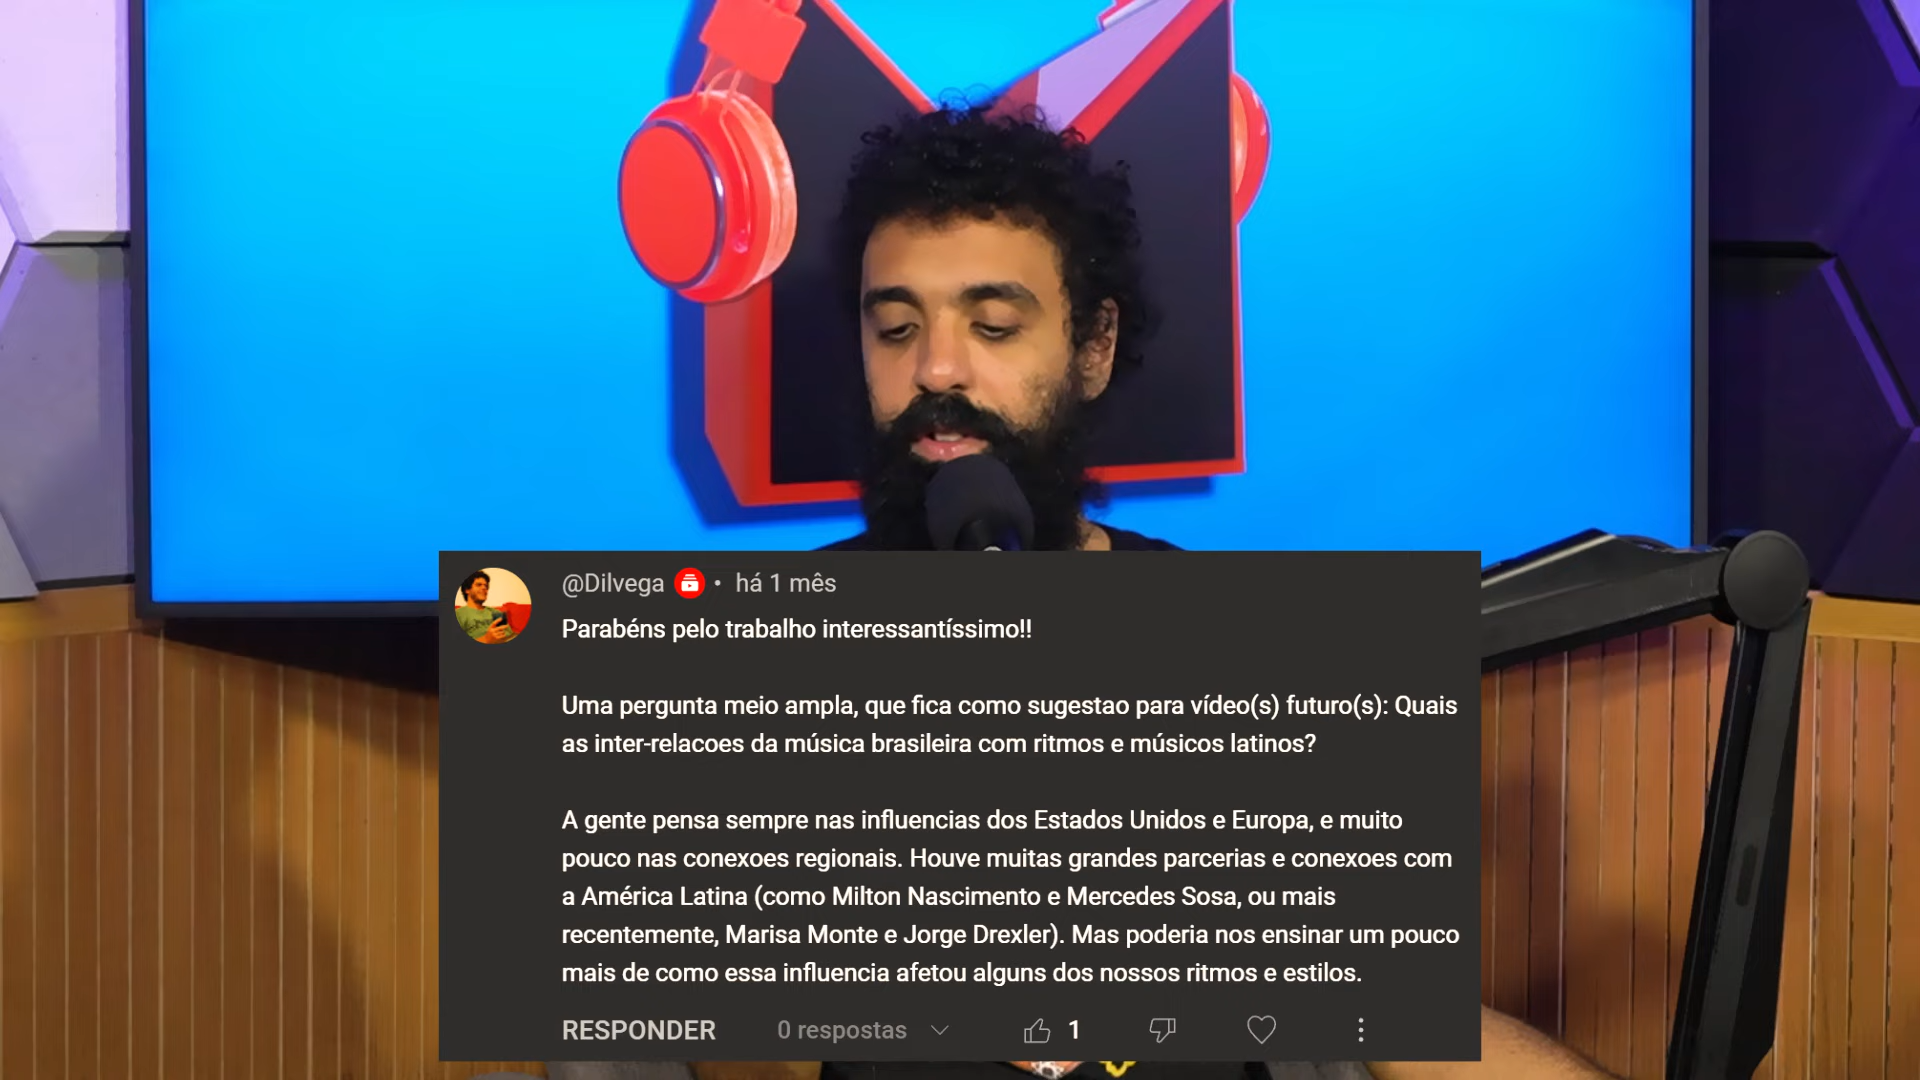 @Dilvega • há 1 mês
Parabéns pelo trabalho interessantíssimo!!
Uma pergunta meio ampla, que fica como sugestao para vídeo(s) futuro(s): Quais
as inter-relacoes da música brasileira com ritmos e músicos latinos?
A gente pensa sempre nas influencias dos Estados Unidos e Europa, e muito
pouco nas conexoes regionais. Houve muitas grandes parcerias e conexoes com
a América Latina (como Milton Nascimento e Mercedes Sosa, ou mais
recentemente, Marisa Monte e Jorge Drexler). Mas poderia nos ensinar um pouco
mais de como essa influencia afetou alguns dos nossos ritmos e estilos.
RESPONDER 0 respostas 1